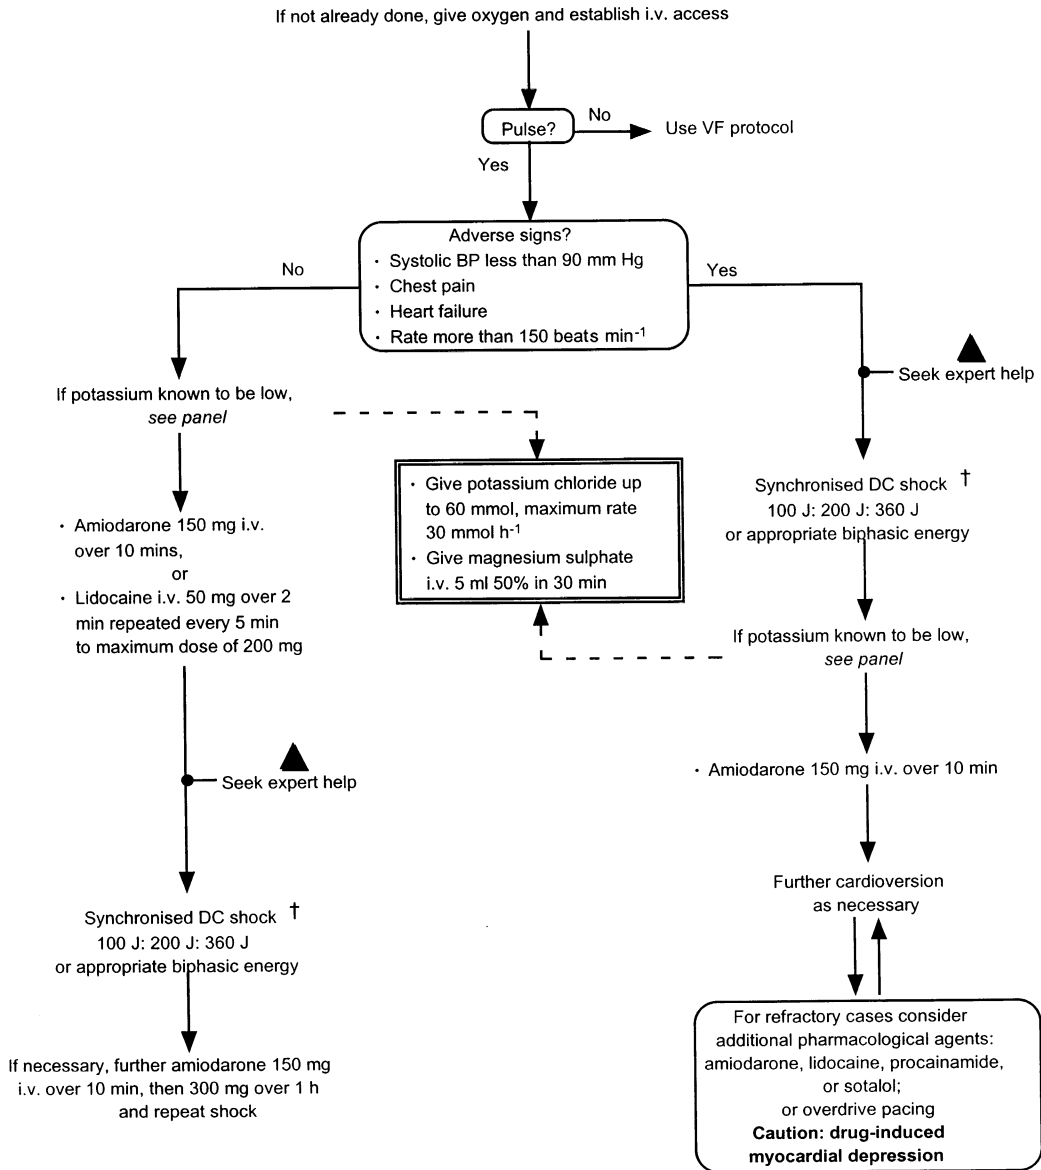 If not already done, give oxygen and establish i.v. access
Pulse?
No
Use VF protocol
Yes
Adverse signs?
· Systolic BP less than 90 mm Hg
· Chest pain
· Heart failure
· Rate more than 150 beats min-1
No
Yes
If potassium known to be low,
see panel
Seek expert help
· Give potassium chloride up
to 60 mmol, maximum rate
30 mmol h-1
· Give magnesium sulphate
i.v. 5 ml 50% in 30 min
· Amiodarone 150 mg i.v.
over 10 mins,
or
· Lidocaine i.v. 50 mg over 2
min repeated every 5 min
to maximum dose of 200 mg
Seek expert help
Synchronised DC shock †
100 J: 200 J: 360 J
or appropriate biphasic energy
If necessary, further amiodarone 150 mg
i.v. over 10 min, then 300 mg over 1 h
and repeat shock
Synchronised DC shock †
100 J: 200 J: 360 J
or appropriate biphasic energy
If potassium known to be low,
see panel
· Amiodarone 150 mg i.v. over 10 min
Further cardioversion
as necessary
For refractory cases consider
additional pharmacological agents:
amiodarone, lidocaine, procainamide,
or sotalol;
or overdrive pacing
Caution: drug-induced
myocardial depression